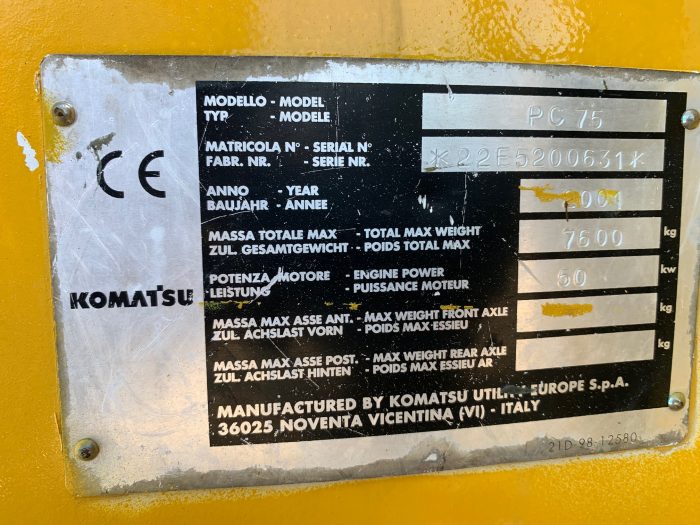 CE
KOMATSU
MODELLO - MODEL
TYP - MODELE
PC 75
MATRICOLA N° - SERIAL N°
FABR. NR. - SERIE NR.
*22E5200631*
ANNO - YEAR
BAUJAHR - ANNEE
MASSA TOTALE MAX - TOTAL MAX WEIGHT
ZUL. GESAMTGEWICHT - POIDS TOTAL MAX
7600 kg
POTENZA MOTORE - ENGINE POWER
LEISTUNG - PUISSANCE MOTEUR
kw
MASSA MAX ASSE ANT. - MAX WEIGHT FRONT AXLE
ZUL ACHSLAST VORN - POIDS MAX ESSIEU
kg
MASSA MAX ASSE POST. - MAX WEIGHT REAR AXLE
ZUL. ACHSLAST HINTEN - POIDS MAX ESSIEU AR
kg
MANUFACTURED BY KOMATSU UTILITY EUROPE S.p.A.
36025 NOVENTA VICENTINA (VI) - ITALY
21D-98-12580